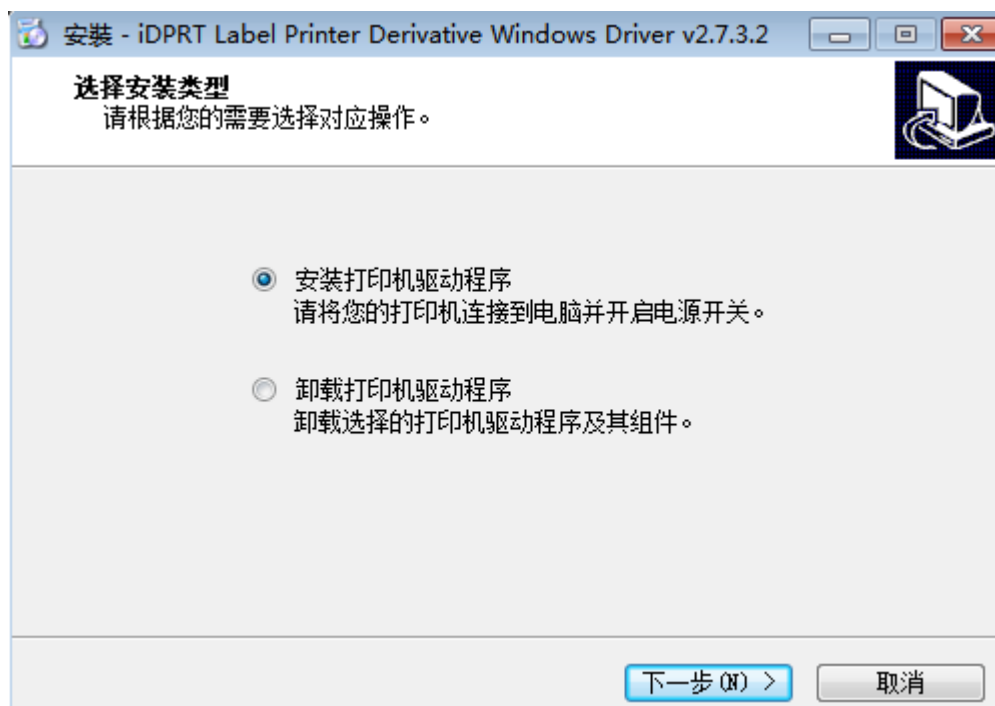 安裝 - iDPRT Label Printer Derivative Windows Driver v2.7.3.2
选择安装类型
请根据您的需要选择对应操作。
安装打印机驱动程序
请将您的打印机连接到电脑并开启电源开关。
卸载打印机驱动程序
卸载选择的打印机驱动程序及其组件。
下一步(N) >
取消